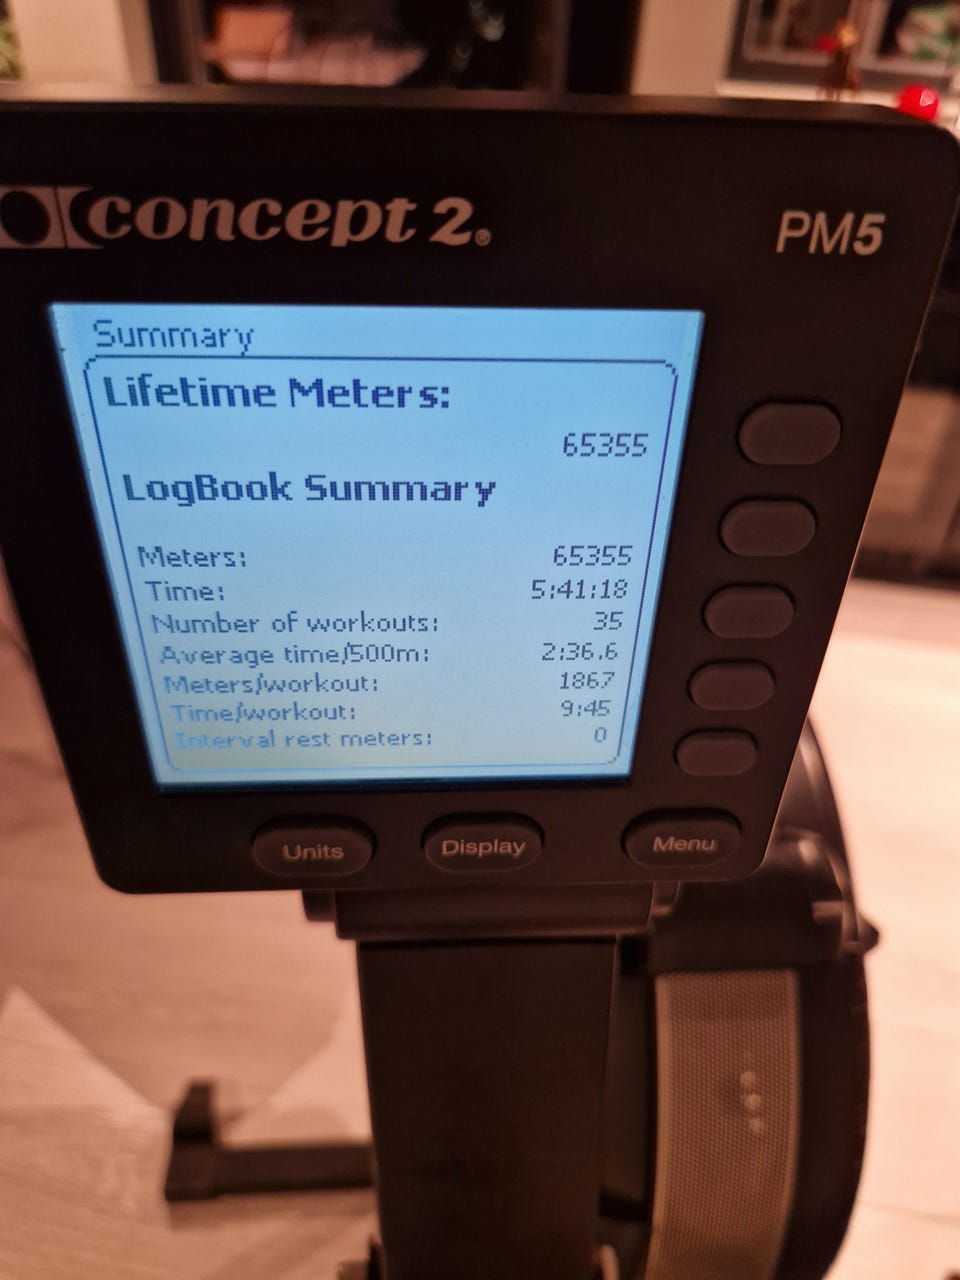 concept 2®
PM5
Summary
Lifetime Meters:
65355
LogBook Summary
Meters: 65355
Time: 5:41:18
Number of workouts: 35
Average time/500m: 2:36.6
Meters/workout: 1867
Time/workout: 9:45
Interval rest meters: 0
Units Display Menu